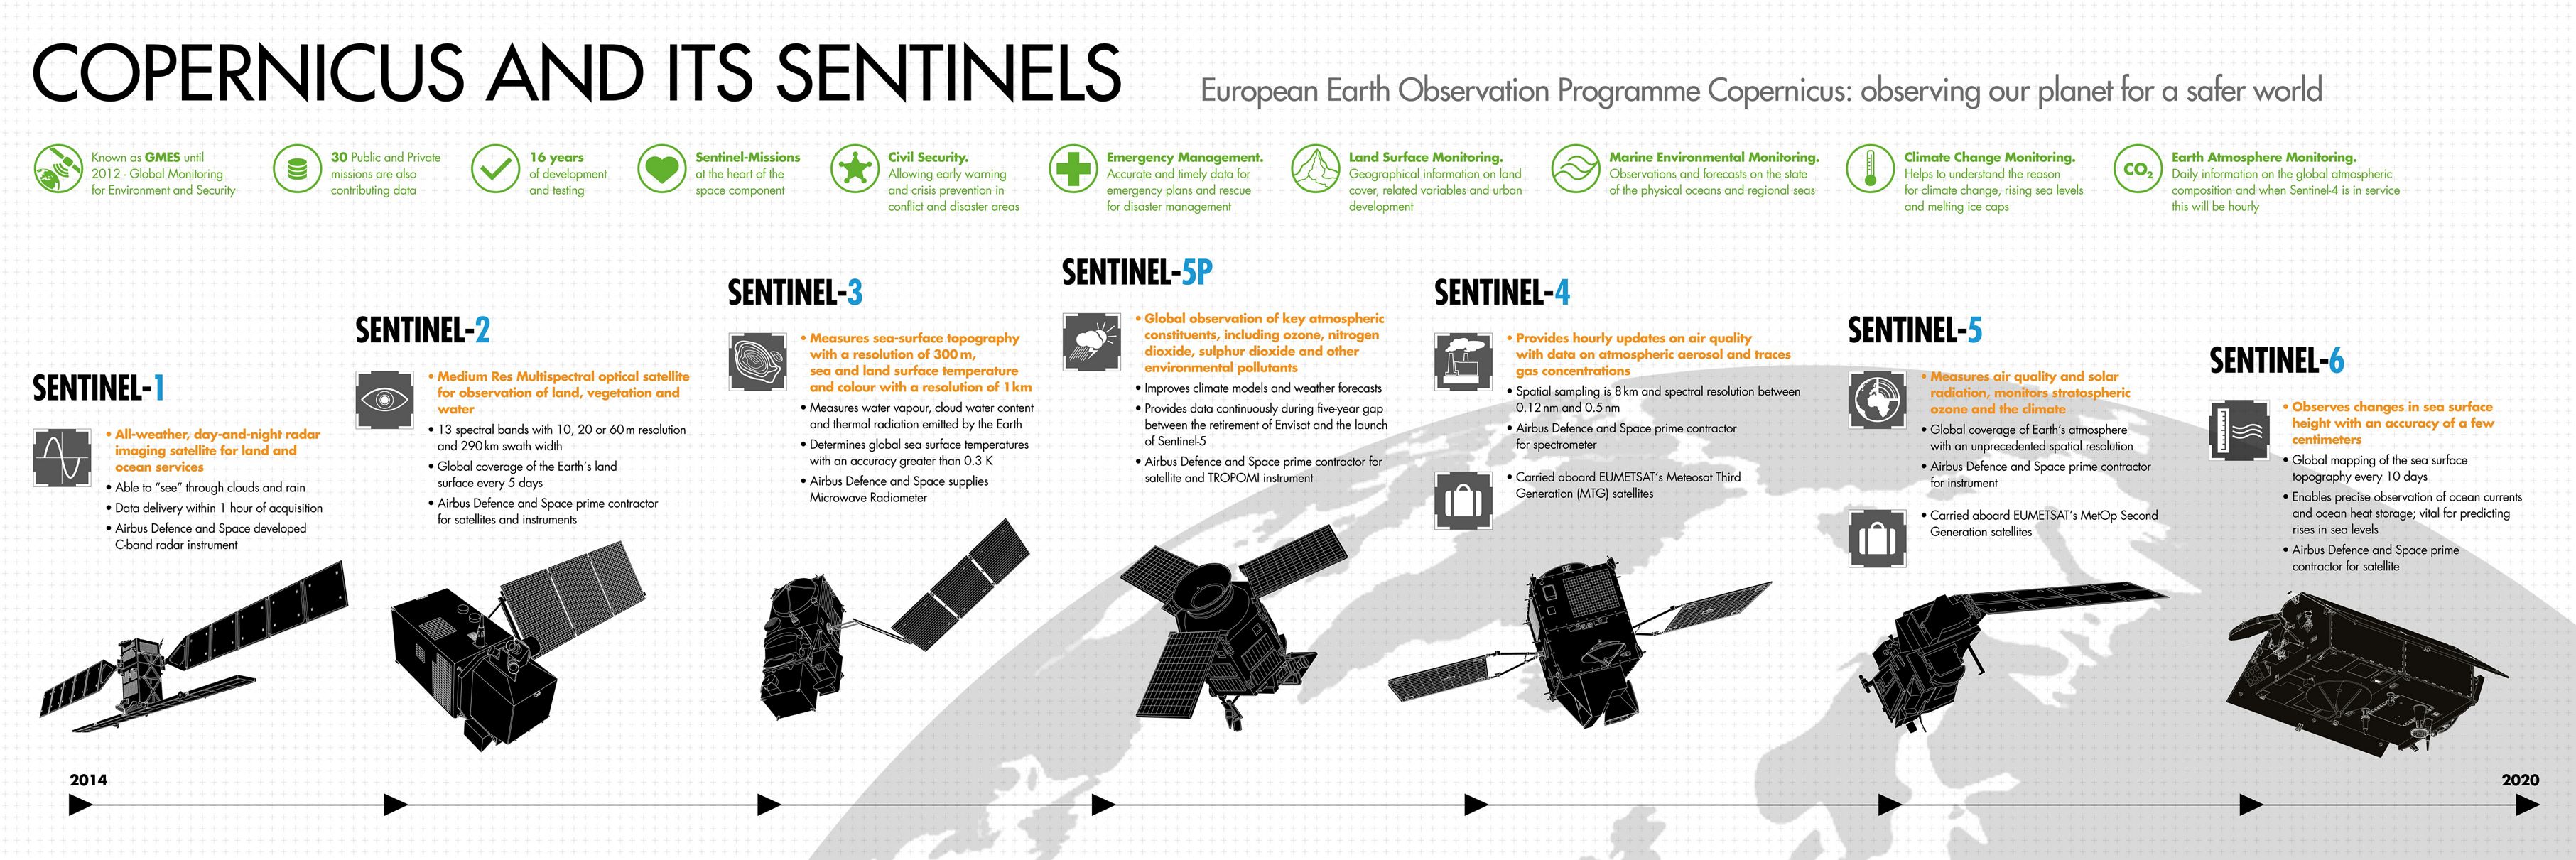 COPERNICUS AND ITS SENTINELS
European Earth Observation Programme Copernicus: observing our planet for a safer world
Known as GMES until
2012 - Global Monitoring
for Environment and Security
30 Public and Private
missions are also
contributing data
16 years
of development
and testing
Sentinel-Missions
at the heart of the
space component
Civil Security.
Allowing early warning
and crisis prevention in
conflict and disaster areas
Emergency Management.
Accurate and timely data for
emergency plans and rescue
for disaster management
Land Surface Monitoring.
Geographical information on land
cover, related variables and urban
development
Marine Environmental Monitoring.
Observations and forecasts on the state
of the physical oceans and regional seas
Climate Change Monitoring.
Helps to understand the reason
for climate change, rising sea levels
and melting ice caps
CO₂
Earth Atmosphere Monitoring.
Daily information on the global atmospheric
composition and when Sentinel-4 is in service
this will be hourly
SENTINEL-1
• All-weather, day-and-night radar
imaging satellite for land and
ocean services
• Able to “see” through clouds and rain
• Data delivery within 1 hour of acquisition
• Airbus Defence and Space developed
C-band radar instrument
SENTINEL-2
• Medium Res Multispectral optical satellite
for observation of land, vegetation and
water
• 13 spectral bands with 10, 20 or 60 m resolution
and 290 km swath width
• Global coverage of the Earth’s land
surface every 5 days
• Airbus Defence and Space prime contractor
for satellites and instruments
SENTINEL-3
• Measures sea-surface topography
with a resolution of 300 m,
sea and land surface temperature
and colour with a resolution of 1 km
• Measures water vapour, cloud water content
and thermal radiation emitted by the Earth
• Determines global sea surface temperatures
with an accuracy greater than 0.3 K
• Airbus Defence and Space supplies
Microwave Radiometer
SENTINEL-5P
• Global observation of key atmospheric
constituents, including ozone, nitrogen
dioxide, sulphur dioxide and other
environmental pollutants
• Improves climate models and weather forecasts
• Provides data continuously during five-year gap
between the retirement of Envisat and the launch
of Sentinel-5
• Airbus Defence and Space prime contractor for
satellite and TROPOMI instrument
SENTINEL-4
• Provides hourly updates on air quality
with data on atmospheric aerosol and traces
gas concentrations
• Spatial sampling is 8 km and spectral resolution between
0.12 nm and 0.5 nm
• Airbus Defence and Space prime contractor
for spectrometer
• Carried aboard EUMETSAT’s Meteosat Third
Generation (MTG) satellites
SENTINEL-5
• Measures air quality and solar
radiation, monitors stratospheric
ozone and the climate
• Global coverage of Earth’s atmosphere
with an unprecedented spatial resolution
• Airbus Defence and Space prime contractor
for instrument
• Carried aboard EUMETSAT’s MetOp Second
Generation satellites
SENTINEL-6
• Observes changes in sea surface
height with an accuracy of a few
centimeters
• Global mapping of the sea surface
topography every 10 days
• Enables precise observation of ocean currents
and ocean heat storage; vital for predicting
rises in sea levels
• Airbus Defence and Space prime
contractor for satellite
2014
2020